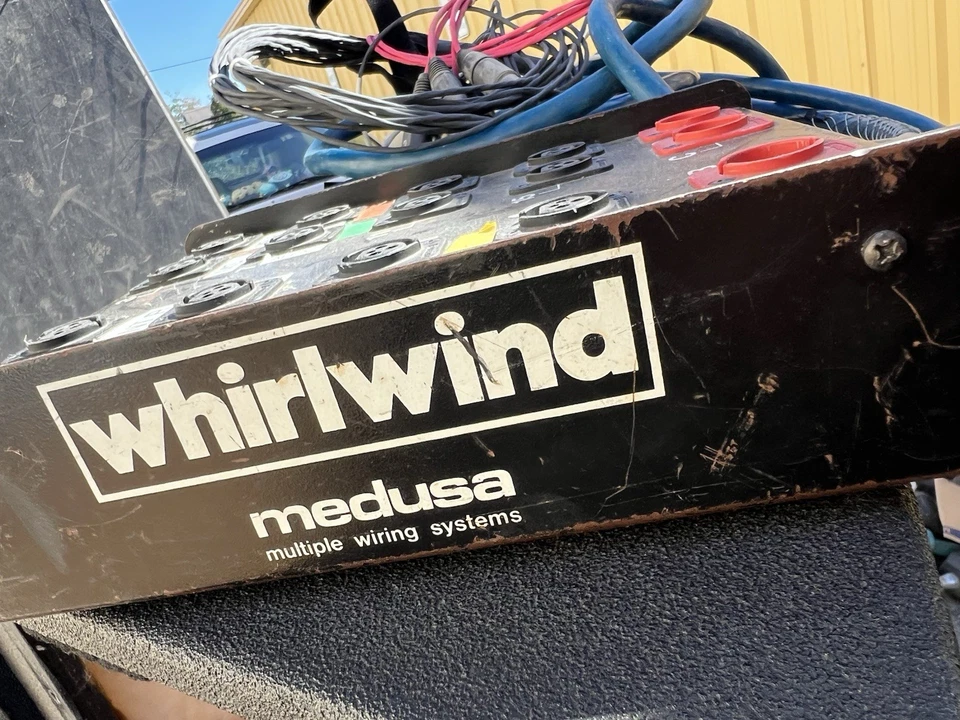 whirlwind
medusa
multiple wiring systems